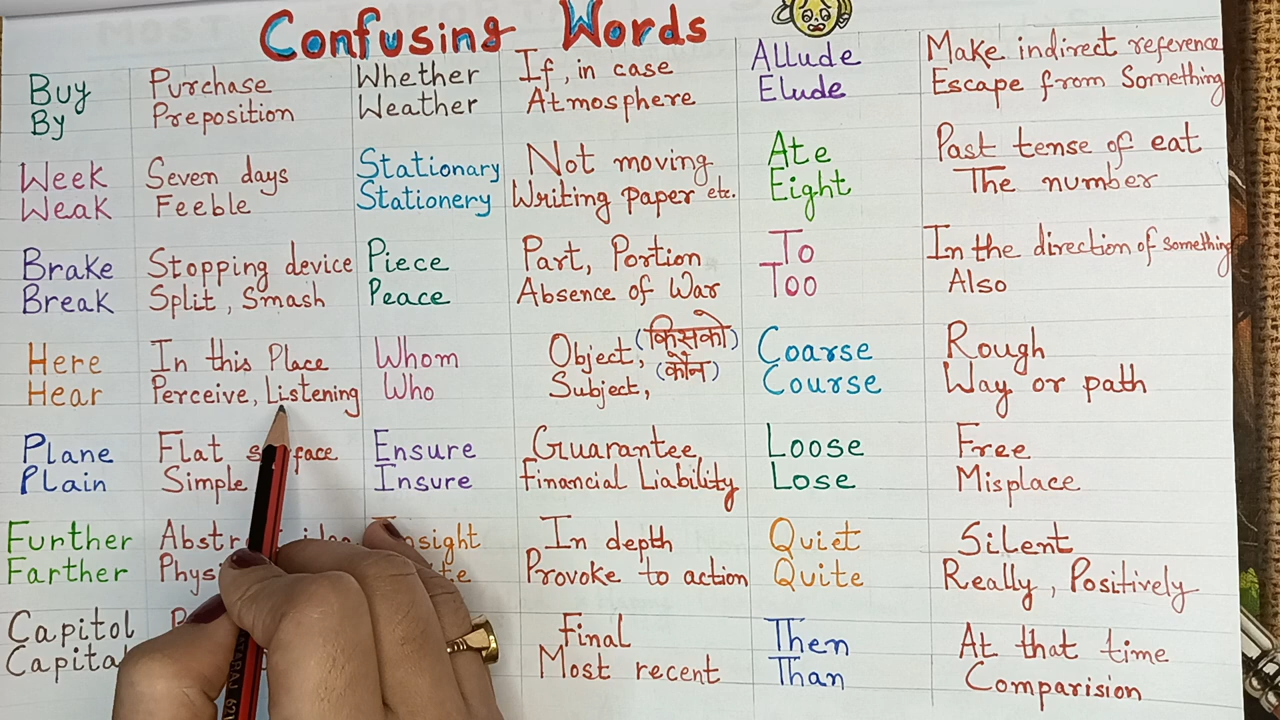 Confusing Words
Buy Purchase Whether If, in case Allude Make indirect reference
By Preposition Weather Atmosphere Elude Escape from Something
Week Seven days Stationary Not moving Ate Past tense of eat
Weak Feeble Stationery Writing paper etc. Eight The number
Brake Stopping device Piece Part, Portion To In the direction of something
Break Split, Smash Peace Absence of War Too Also
Here In this Place Whom Object, (किसको) Coarse Rough
Hear Perceive, Listening Who Subject, (कौन) Course Way or path
Plane Flat surface Ensure Guarantee Loose Free
Plain Simple Insure Financial Liability Lose Misplace
Further Insight In depth Quiet Silent
Farther Provoke to action Quite Really, Positively
Capitol Final Then At that time
Capital Most recent Than Comparision